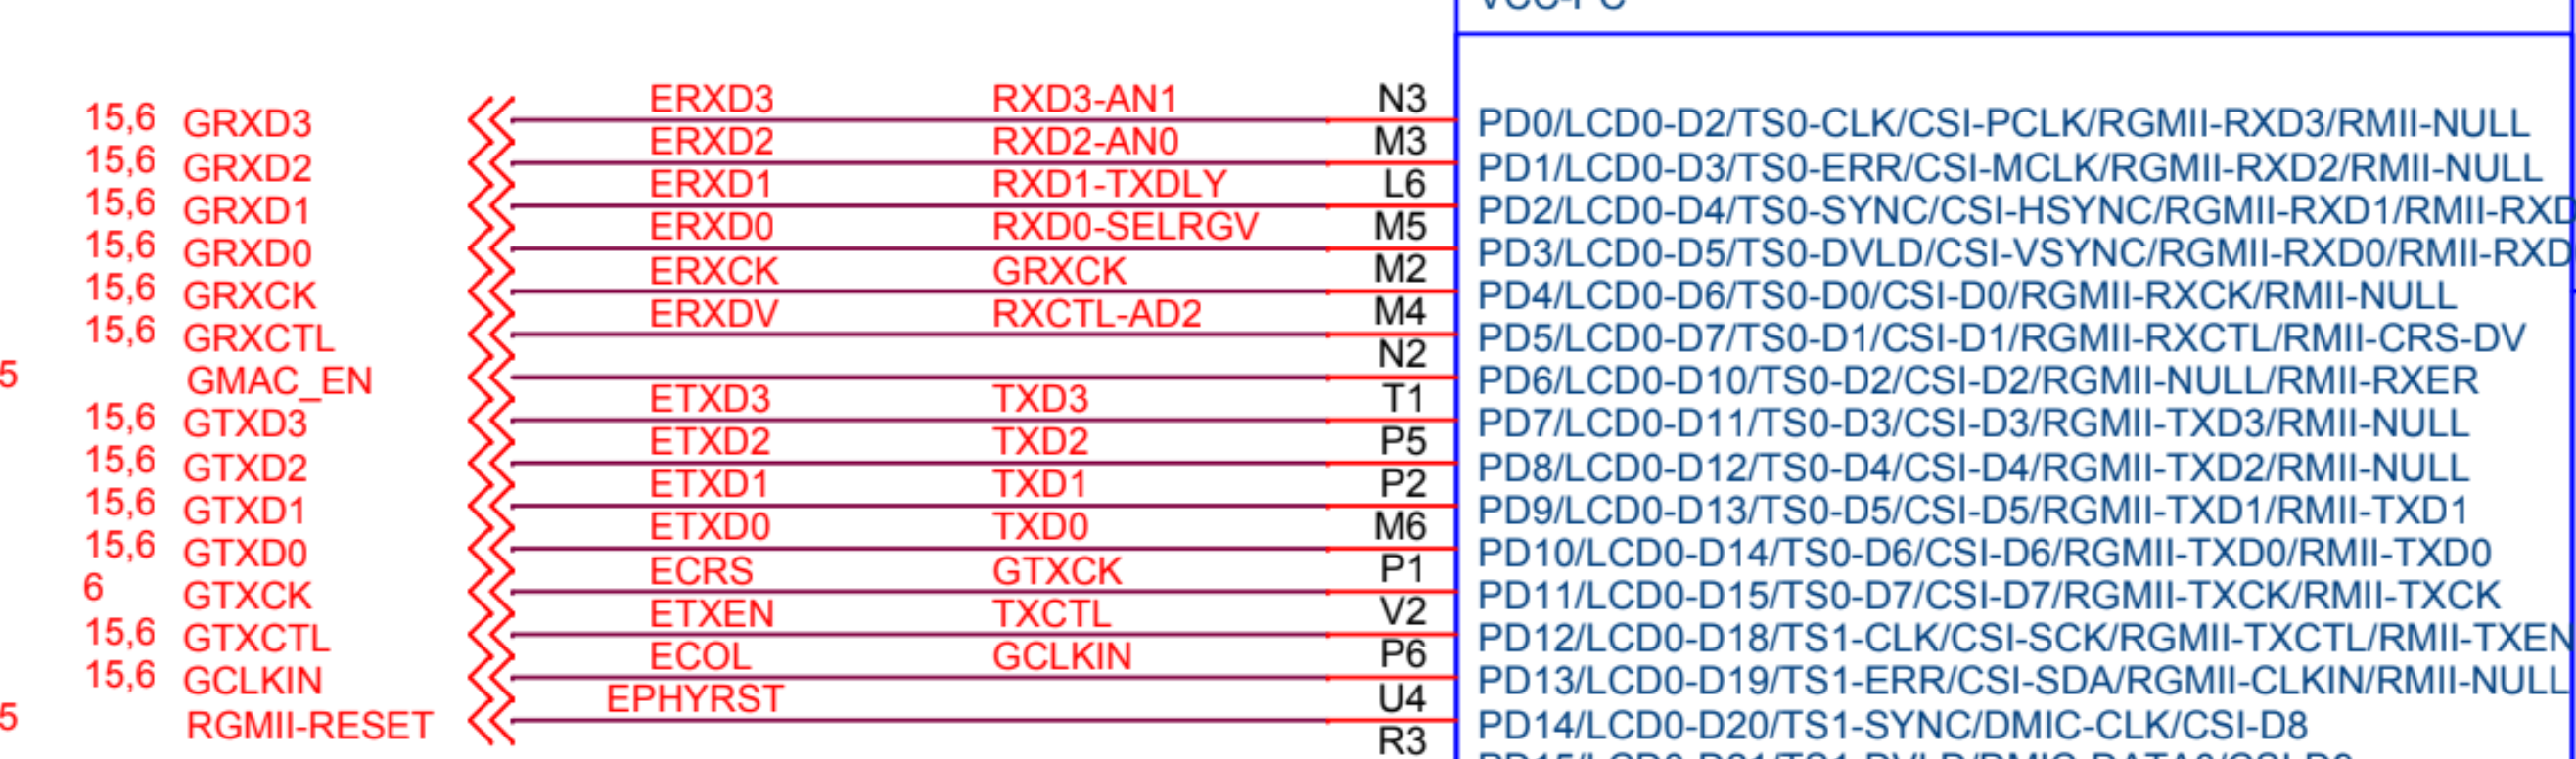 ERXD3 RXD3-AN1 N3
15,6 GRXD3 PD0/LCD0-D2/TS0-CLK/CSI-PCLK/RGMII-RXD3/RMII-NULL
ERXD2 RXD2-AN0 M3
15,6 GRXD2 PD1/LCD0-D3/TS0-ERR/CSI-MCLK/RGMII-RXD2/RMII-NULL
ERXD1 RXD1-TXDLY L6
15,6 GRXD1 PD2/LCD0-D4/TS0-SYNC/CSI-HSYNC/RGMII-RXD1/RMII-RXD
ERXD0 RXD0-SELRGV M5
15,6 GRXD0 PD3/LCD0-D5/TS0-DVLD/CSI-VSYNC/RGMII-RXD0/RMII-RXD
ERXCK GRXCK M2
15,6 GRXCK PD4/LCD0-D6/TS0-D0/CSI-D0/RGMII-RXCK/RMII-NULL
ERXDV RXCTL-AD2 M4
15,6 GRXCTL PD5/LCD0-D7/TS0-D1/CSI-D1/RGMII-RXCTL/RMII-CRS-DV
N2
5 GMAC_EN PD6/LCD0-D10/TS0-D2/CSI-D2/RGMII-NULL/RMII-RXER
ETXD3 TXD3 T1
15,6 GTXD3 PD7/LCD0-D11/TS0-D3/CSI-D3/RGMII-TXD3/RMII-NULL
ETXD2 TXD2 P5
15,6 GTXD2 PD8/LCD0-D12/TS0-D4/CSI-D4/RGMII-TXD2/RMII-NULL
ETXD1 TXD1 P2
15,6 GTXD1 PD9/LCD0-D13/TS0-D5/CSI-D5/RGMII-TXD1/RMII-TXD1
ETXD0 TXD0 M6
15,6 GTXD0 PD10/LCD0-D14/TS0-D6/CSI-D6/RGMII-TXD0/RMII-TXD0
ECRS GTXCK P1
6 GTXCK PD11/LCD0-D15/TS0-D7/CSI-D7/RGMII-TXCK/RMII-TXCK
ETXEN TXCTL V2
15,6 GTXCTL PD12/LCD0-D18/TS1-CLK/CSI-SCK/RGMII-TXCTL/RMII-TXEN
ECOL GCLKIN P6
15,6 GCLKIN PD13/LCD0-D19/TS1-ERR/CSI-SDA/RGMII-CLKIN/RMII-NULL
EPHYRST U4
5 RGMII-RESET PD14/LCD0-D20/TS1-SYNC/DMIC-CLK/CSI-D8
R3